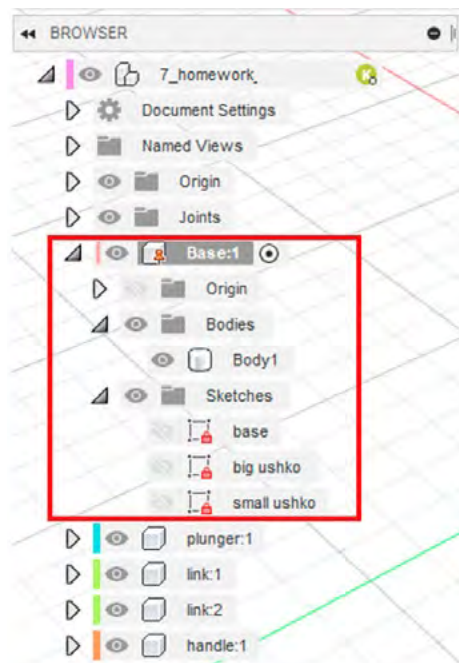 BROWSER
7_homework_
Document Settings
Named Views
Origin
Joints
Base:1
Origin
Bodies
Body1
Sketches
base
big ushko
small ushko
plunger:1
link:1
link:2
handle:1